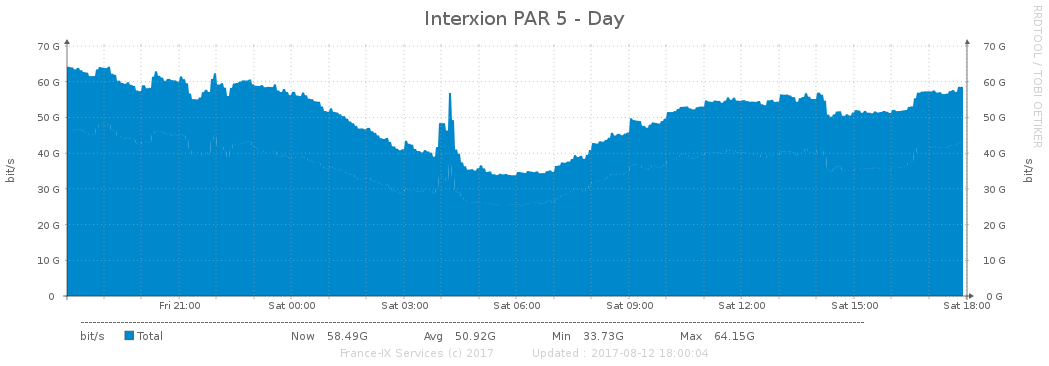 Interxion PAR 5 - Day
RRDTOOL / TOBI OETIKER
bit/s
70 G 70 G
60 G 60 G
50 G 50 G
40 G 40 G
30 G 30 G
20 G 20 G
10 G 10 G
0 0 G
bit/s
Fri 21:00 Sat 00:00 Sat 03:00 Sat 06:00 Sat 09:00 Sat 12:00 Sat 15:00 Sat 18:00
bit/s Total Now 58.49G Avg 50.92G Min 33.73G Max 64.15G
France-IX Services (c) 2017 Updated : 2017-08-12 18:00:04